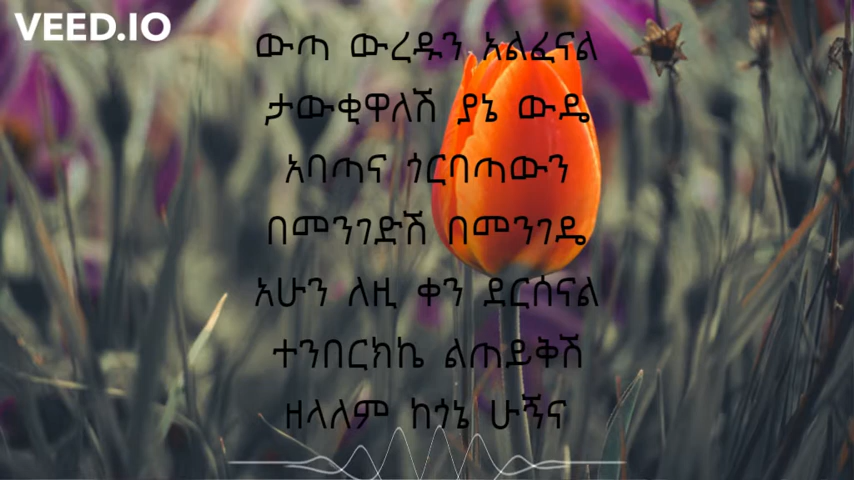 VEED.IO
ውጣ ውረዱን አልፈናል
ታውቂዋለሽ ያኔ ውዴ
አባጣና ጎርባጣውን
በመንገድሽ በመንገዴ
አሁን ለዚ ቀን ደርሰናል
ተንበርክኬ ልጠይቅሽ
ዘላለም ከጎኔ ሁኝና